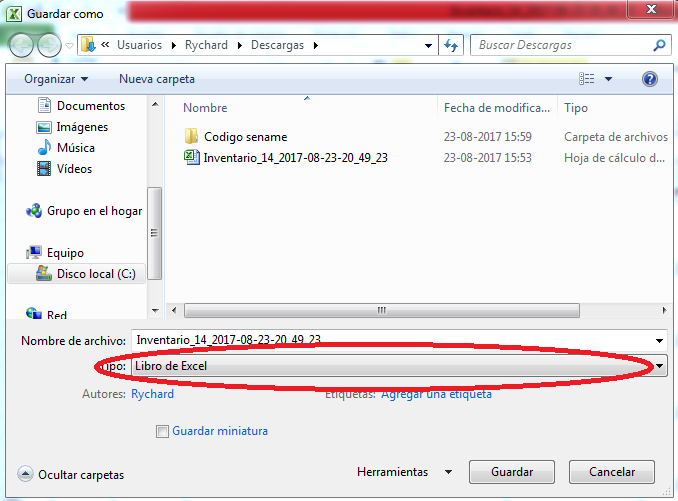 Guardar como
Usuarios Rychard Descargas
Buscar Descargas
Organizar Nueva carpeta
Documentos
Imágenes
Música
Vídeos
Grupo en el hogar
Equipo
Disco local (C:)
Red
Nombre Fecha de modifica... Tipo
Codigo sename 23-08-2017 15:59 Carpeta de archivos
Inventario_14_2017-08-23-20_49_23 23-08-2017 15:53 Hoja de cálculo d...
Nombre de archivo: Inventario_14_2017-08-23-20_49_23
Tipo: Libro de Excel
Autores: Rychard Etiquetas: Agregar una etiqueta
Guardar miniatura
Ocultar carpetas Herramientas Guardar Cancelar